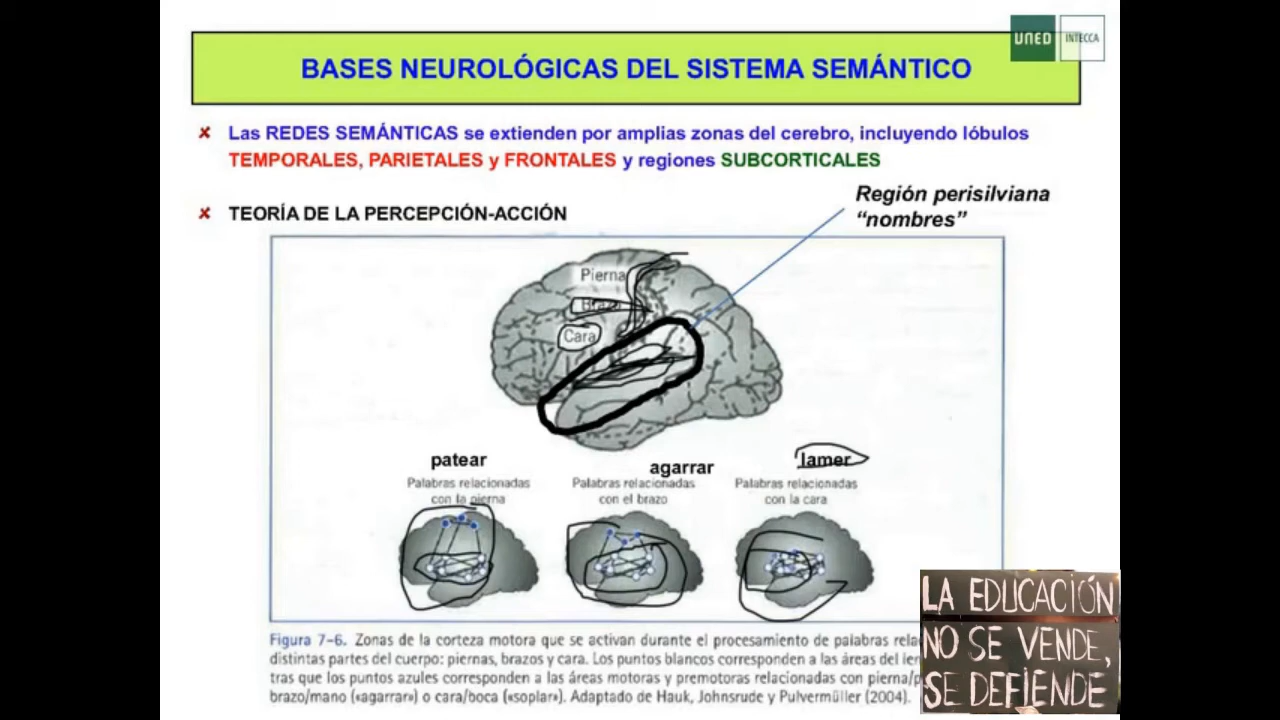 UNED INTECCA
BASES NEUROLÓGICAS DEL SISTEMA SEMÁNTICO
✘ Las REDES SEMÁNTICAS se extienden por amplias zonas del cerebro, incluyendo lóbulos
TEMPORALES, PARIETALES y FRONTALES y regiones SUBCORTICALES
Región perisilviana
“nombres”
✘ TEORÍA DE LA PERCEPCIÓN-ACCIÓN
Pierna
Brazo
Cara
patear
agarrar
lamer
Palabras relacionadas
con la pierna
Palabras relacionadas
con el brazo
Palabras relacionadas
con la cara
Figura 7-6. Zonas de la corteza motora que se activan durante el procesamiento de palabras
distintas partes del cuerpo: piernas, brazos y cara. Los puntos blancos corresponden a las áreas del
tras que los puntos azules corresponden a las áreas motoras y premotoras relacionadas con
brazo/mano («agarrar») o cara/boca («soplar»). Adaptado de Hauk, Johnsrude y Pulvermüller (2004).
LA EDUCACIÓN
NO SE VENDE,
SE DEFIENDE